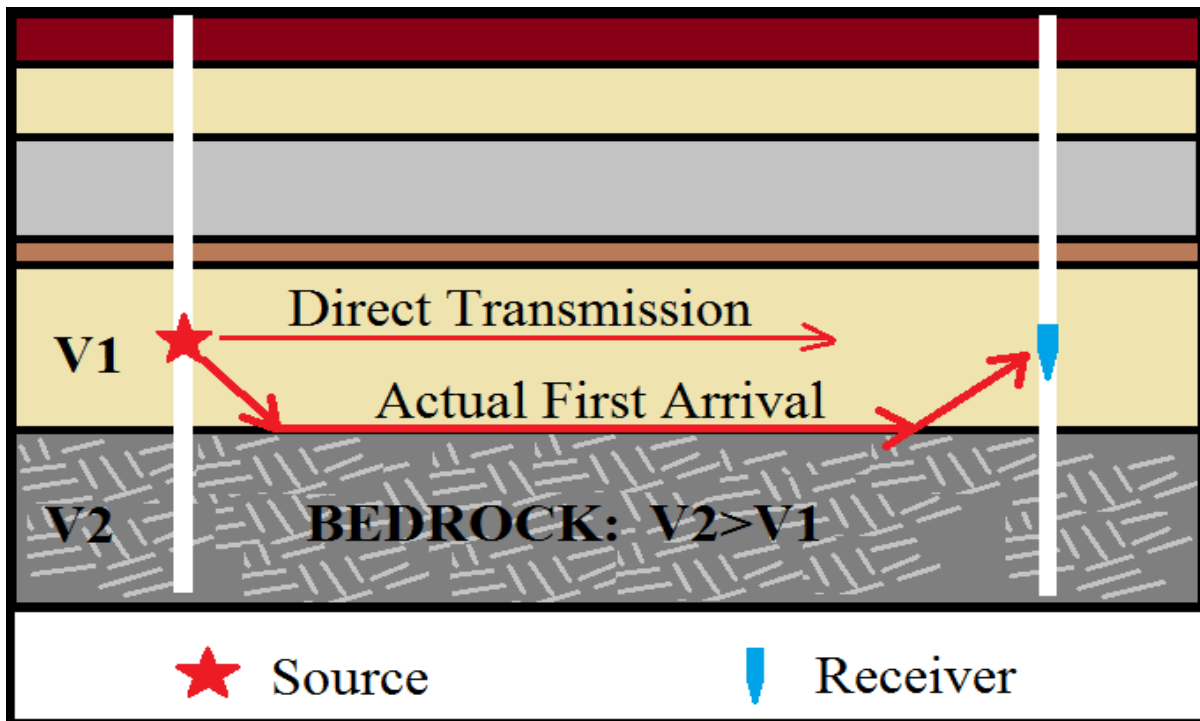 Direct Transmission
V1
Actual First Arrival
V2
BEDROCK: V2>V1
Source
Receiver